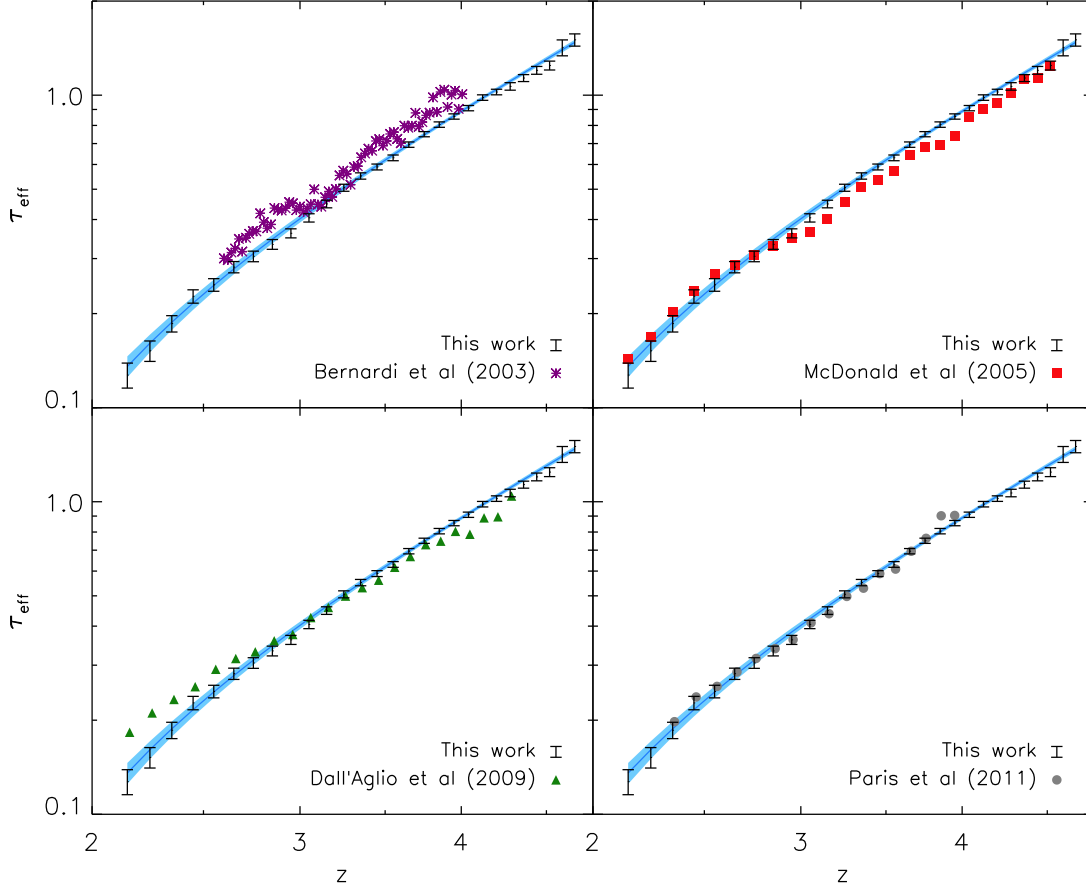 1.0
τeff
0.1
This work
Bernardi et al (2003)
This work
McDonald et al (2005)
1.0
τeff
0.1
This work
Dall'Aglio et al (2009)
This work
Paris et al (2011)
2 3 4 2 3 4
z z